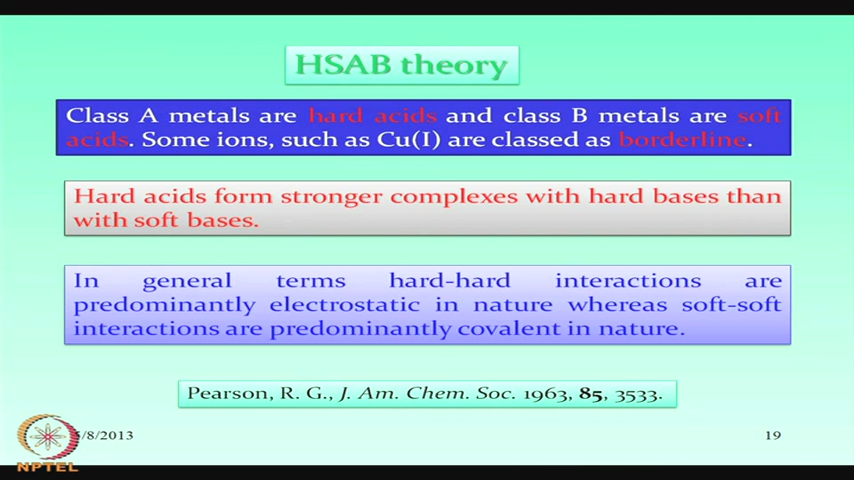 HSAB theory
Class A metals are hard acids and class B metals are soft
acids. Some ions, such as Cu(I) are classed as borderline.
Hard acids form stronger complexes with hard bases than
with soft bases.
In general terms hard-hard interactions are
predominantly electrostatic in nature whereas soft-soft
interactions are predominantly covalent in nature.
Pearson, R. G., J. Am. Chem. Soc. 1963, 85, 3533.
5/8/2013
19
NPTEL